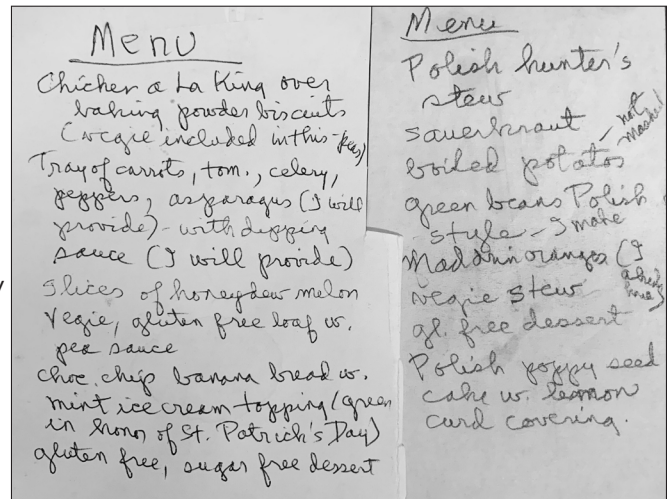 Menu
Chicken a La King over
baking powder biscuits
(vegie included in this - peas)
Tray of carrots, tom., celery,
peppers, asparagus (I will
provide) - with dipping
sauce (I will provide)
Slices of honeydew melon
Vegie, gluten free loaf w.
pea sauce
choc. chip banana bread w.
mint ice cream topping (green
in honor of St. Patrick's Day)
gluten free, sugar free dessert
Menu
Polish hunter's
stew
sauerkraut
boiled potatos - not mashed
green beans Polish
style - I make
Maddarin oranges (I already have)
vegie stew
gl. free dessert
Polish poppy seed
cake w. lemon
curd covering.